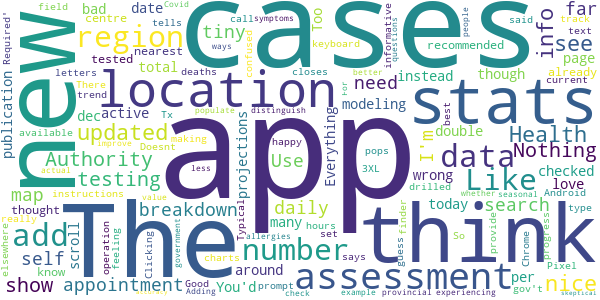 cases
new
app
The
think
stats
location
region
assessment
number
data
add
Like
Health
Nothing
nice
info
need
updated
Authority
testing
breakdown
appointment
map
show
self
daily
search
Use
modeling
Everything
projections
publication
Required'
field
bad
date
far
centre
tells
Too
tiny
see
page
Covid
symptoms
call
nearest
tested
confused
keyboard
informative
questions
people
track
text
said
recommended
letters
trend
There
total
deaths
ways
closes
though
already
current
available
populate
distinguish
instead
dec
active
Tx
For
better
best
improve
Doesnt
making
less
happy
pops
3XL
double
I'm
wrong
checked
love
actual
instructions
value
drilled
today
whether
seasonal
Android
thought
scroll
Typical
many
hours
guess
finder
Chrome
type
really
elsewhere
know
feeling
operation
government
allergies
charts
around
set
says
So
provide
progress
per
gov't
Pixel
Clicking
Good
Adding
You'd
prompt
check
example
provincial
experiencing
skeptical